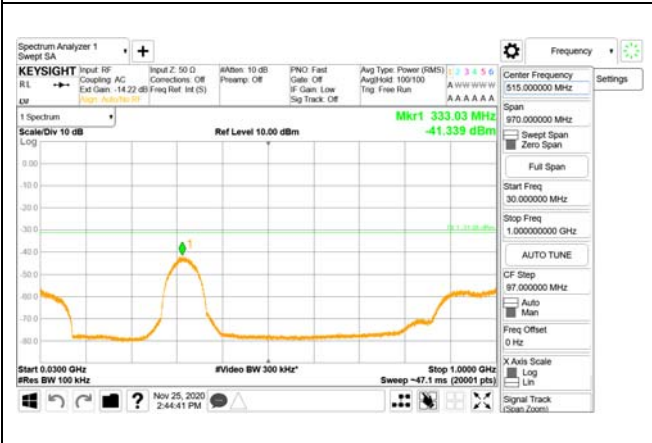 Spectrum Analyzer 1
Swept SA
Frequency
KEYSIGHT
RL
Input: RF
Coupling: AC
Ext Gain: -14.22 dB
Align: Auto/No RF
Input Z: 50 Ω
Corrections: Off
Freq Ref: Int (S)
#Atten: 10 dB
Preamp: Off
PNO: Fast
Gate: Off
IF Gain: Low
Sig Track: Off
Avg Type: Power (RMS)
Avg|Hold: 100/100
Trig: Free Run
1 2 3 4 5 6
A W W W W W
A A A A A A
1 Spectrum
Scale/Div 10 dB
Log
Ref Level 10.00 dBm
Mkr1 333.03 MHz
-41.339 dBm
0.00
-10.0
-20.0
-30.0
-40.0
-50.0
-60.0
-70.0
-80.0
1
Start 0.0300 GHz
#Res BW 100 kHz
#Video BW 300 kHz*
Stop 1.0000 GHz
Sweep ~47.1 ms (20001 pts)
Nov 25, 2020
2:44:41 PM
Center Frequency
515.000000 MHz
Settings
Span
970.000000 MHz
Swept Span
Zero Span
Full Span
Start Freq
30.000000 MHz
Stop Freq
1.000000000 GHz
AUTO TUNE
CF Step
97.000000 MHz
Auto
Man
Freq Offset
0 Hz
X Axis Scale
Log
Lin
Signal Track
(Span Zoom)